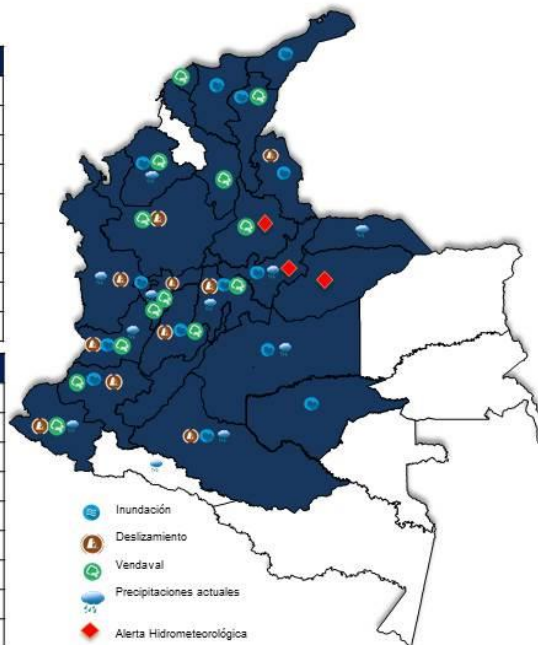 Inundación
Deslizamiento
Vendaval
Precipitaciones actuales
Alerta Hidrometeorológica